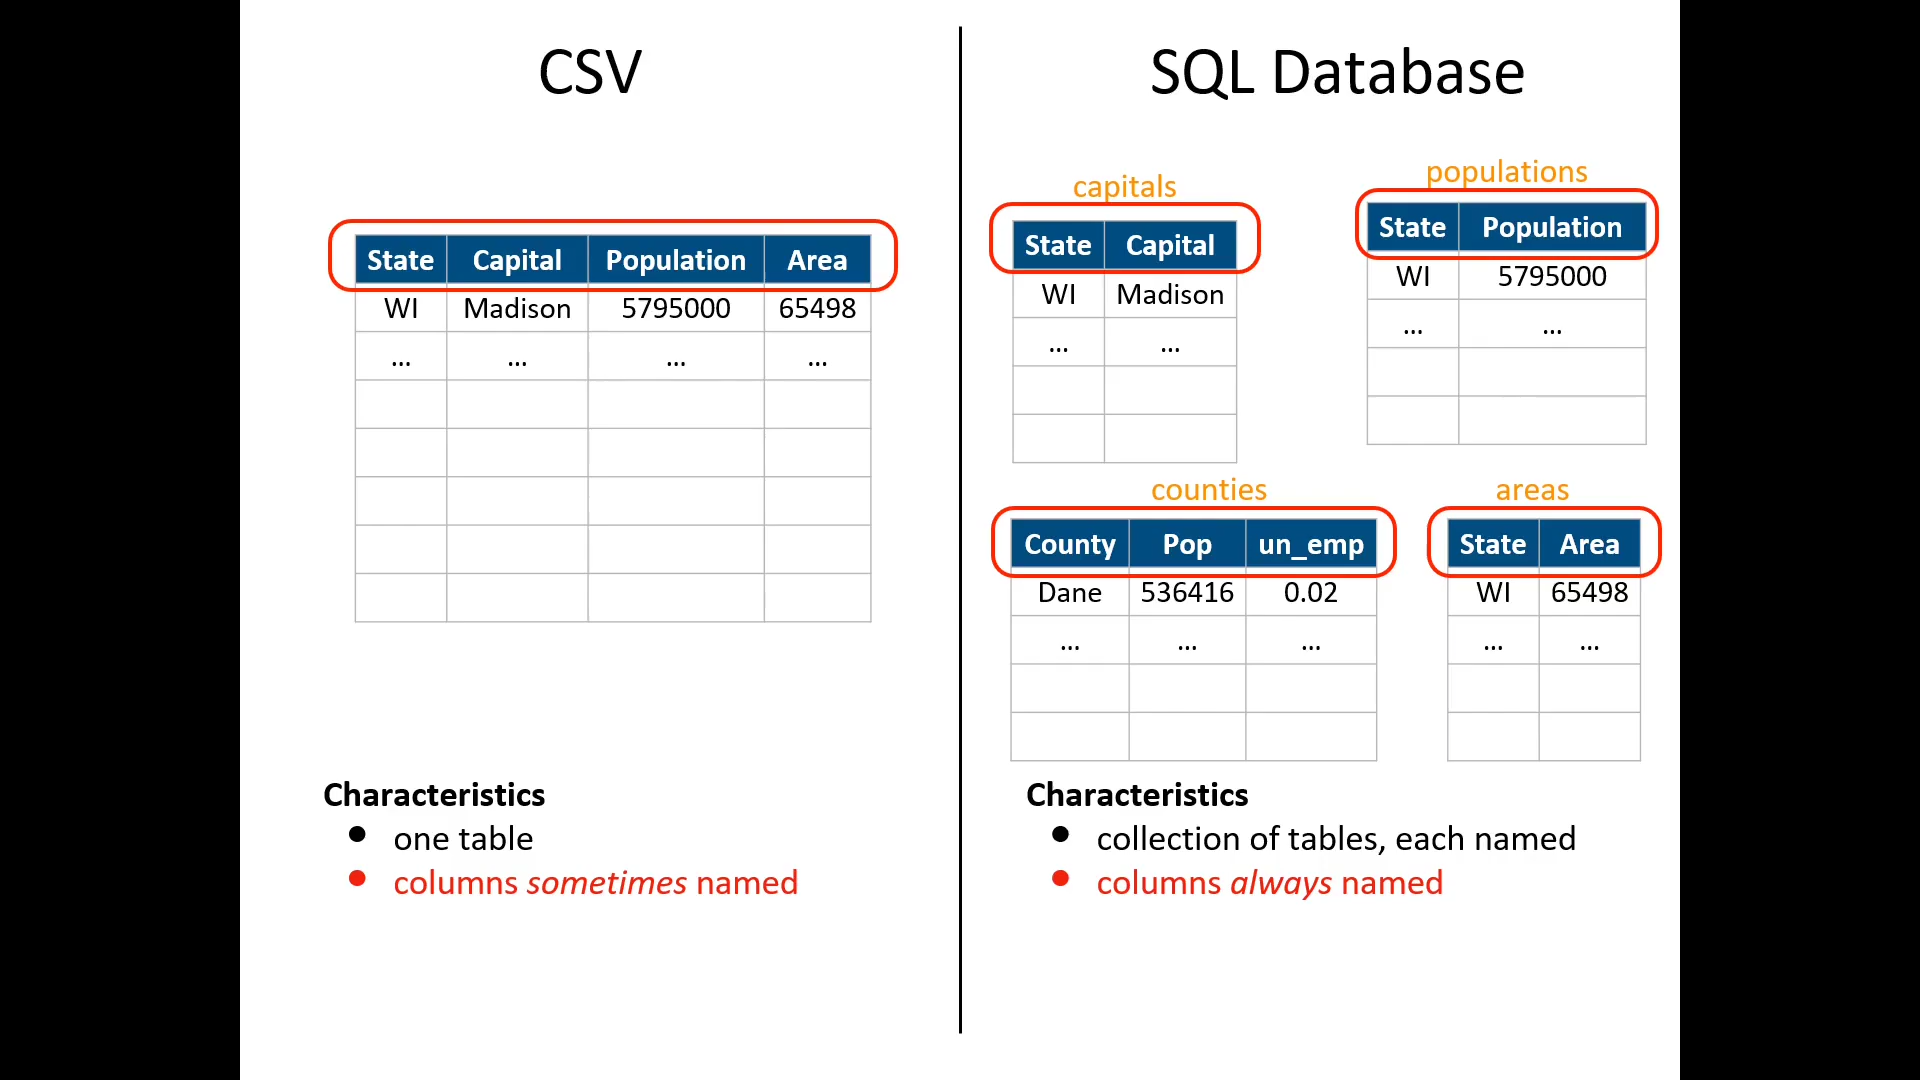 CSV
State Capital Population Area
WI Madison 5795000 65498
... ... ... ...
Characteristics
● one table
● columns sometimes named
SQL Database
capitals
State Capital
WI Madison
... ...
populations
State Population
WI 5795000
... ...
counties
County Pop un_emp
Dane 536416 0.02
... ... ...
areas
State Area
WI 65498
... ...
Characteristics
● collection of tables, each named
● columns always named